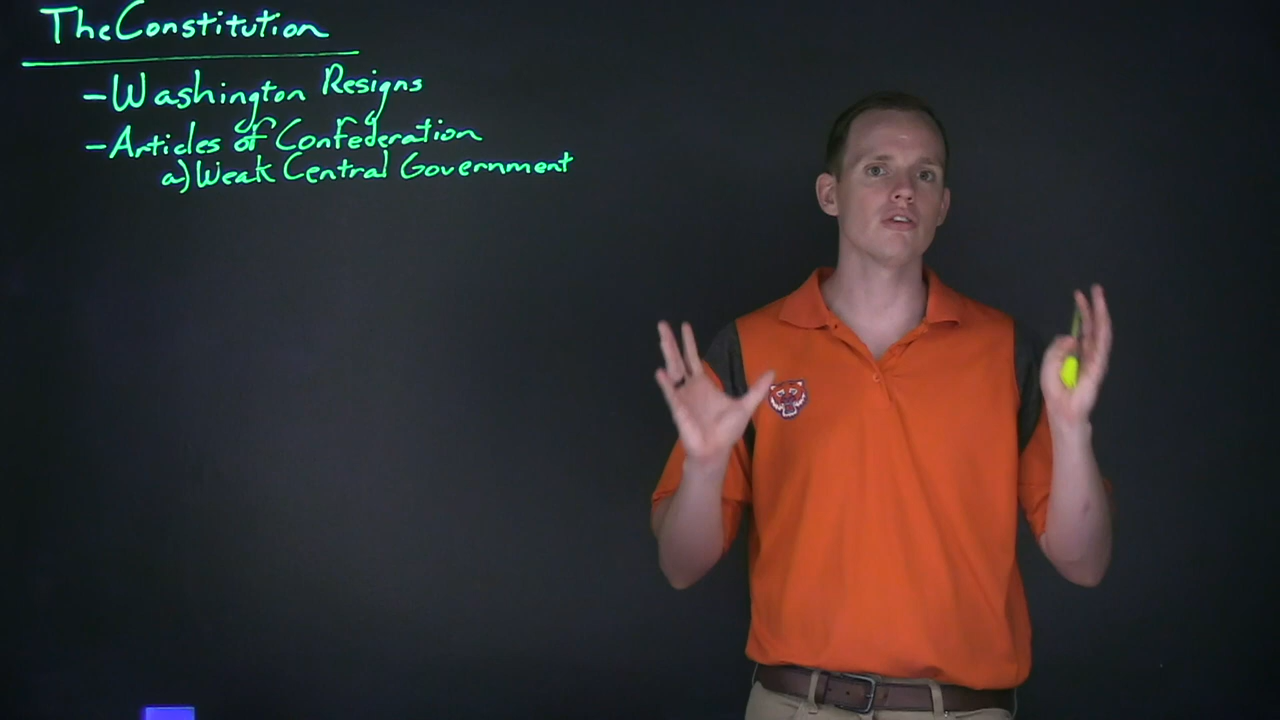 The Constitution
- Washington Resigns
- Articles of Confederation
a) Weak Central Government